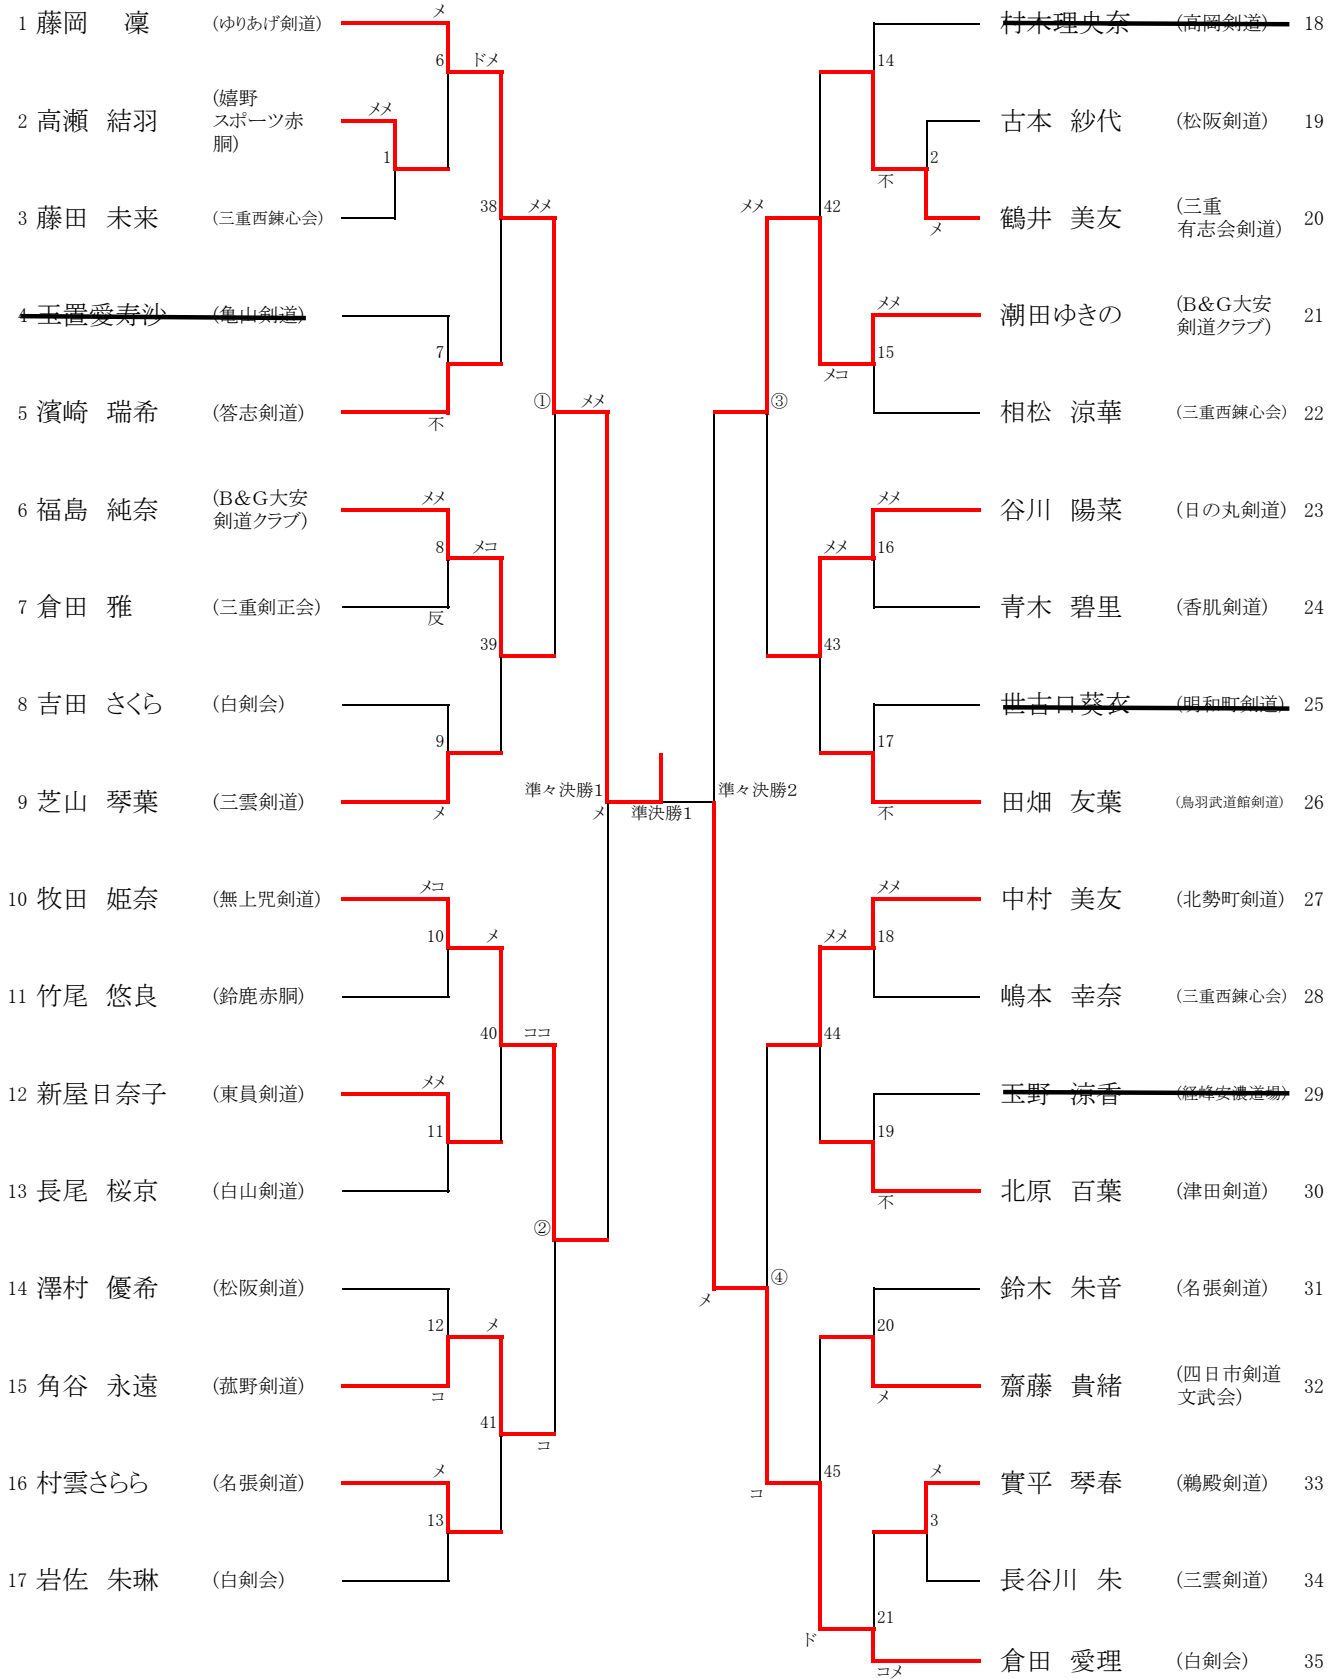 1 藤岡 凜 (ゆりあげ剣道)
2 高瀬 結羽 (嬉野
スポーツ赤
胴)
3 藤田 未来 (三重西錬心会)
4 玉置愛寿沙 (亀山剣道)
5 濱崎 瑞希 (答志剣道)
6 福島 純奈 (B&G大安
剣道クラブ)
7 倉田 雅 (三重剣正会)
8 吉田 さくら (白剣会)
9 芝山 琴葉 (三雲剣道)
10 牧田 姫奈 (無上咒剣道)
11 竹尾 悠良 (鈴鹿赤胴)
12 新屋日奈子 (東員剣道)
13 長尾 桜京 (白山剣道)
14 澤村 優希 (松阪剣道)
15 角谷 永遠 (菰野剣道)
16 村雲さらら (名張剣道)
17 岩佐 朱琳 (白剣会)
メ
6
ドメ
メメ
1
38
メメ
7
不
①
メメ
メメ
8
メコ
反
39
9
メ
準々決勝1
メ
準決勝1
準々決勝2
メコ
10
メ
40
ココ
メメ
11
②
12
メ
コ
41
コ
メ
13
14
2
不
メ
メメ
42
メメ
15
メコ
③
メメ
メメ
16
43
17
不
メメ
メメ
18
44
19
不
④
メ
20
メ
45
コ
メ
3
21
ド
コメ
村木理央奈 (高岡剣道) 18
古本 紗代 (松阪剣道) 19
鶴井 美友 (三重
有志会剣道) 20
潮田ゆきの (B&G大安
剣道クラブ) 21
相松 涼華 (三重西錬心会) 22
谷川 陽菜 (日の丸剣道) 23
青木 碧里 (香肌剣道) 24
世古口葵衣 (明和町剣道) 25
田畑 友葉 (鳥羽武道館剣道) 26
中村 美友 (北勢町剣道) 27
嶋本 幸奈 (三重西錬心会) 28
玉野 涼香 (経峰安濃道場) 29
北原 百葉 (津田剣道) 30
鈴木 朱音 (名張剣道) 31
齋藤 貴緒 (四日市剣道
文武会) 32
實平 琴春 (鵜殿剣道) 33
長谷川 朱 (三雲剣道) 34
倉田 愛理 (白剣会) 35